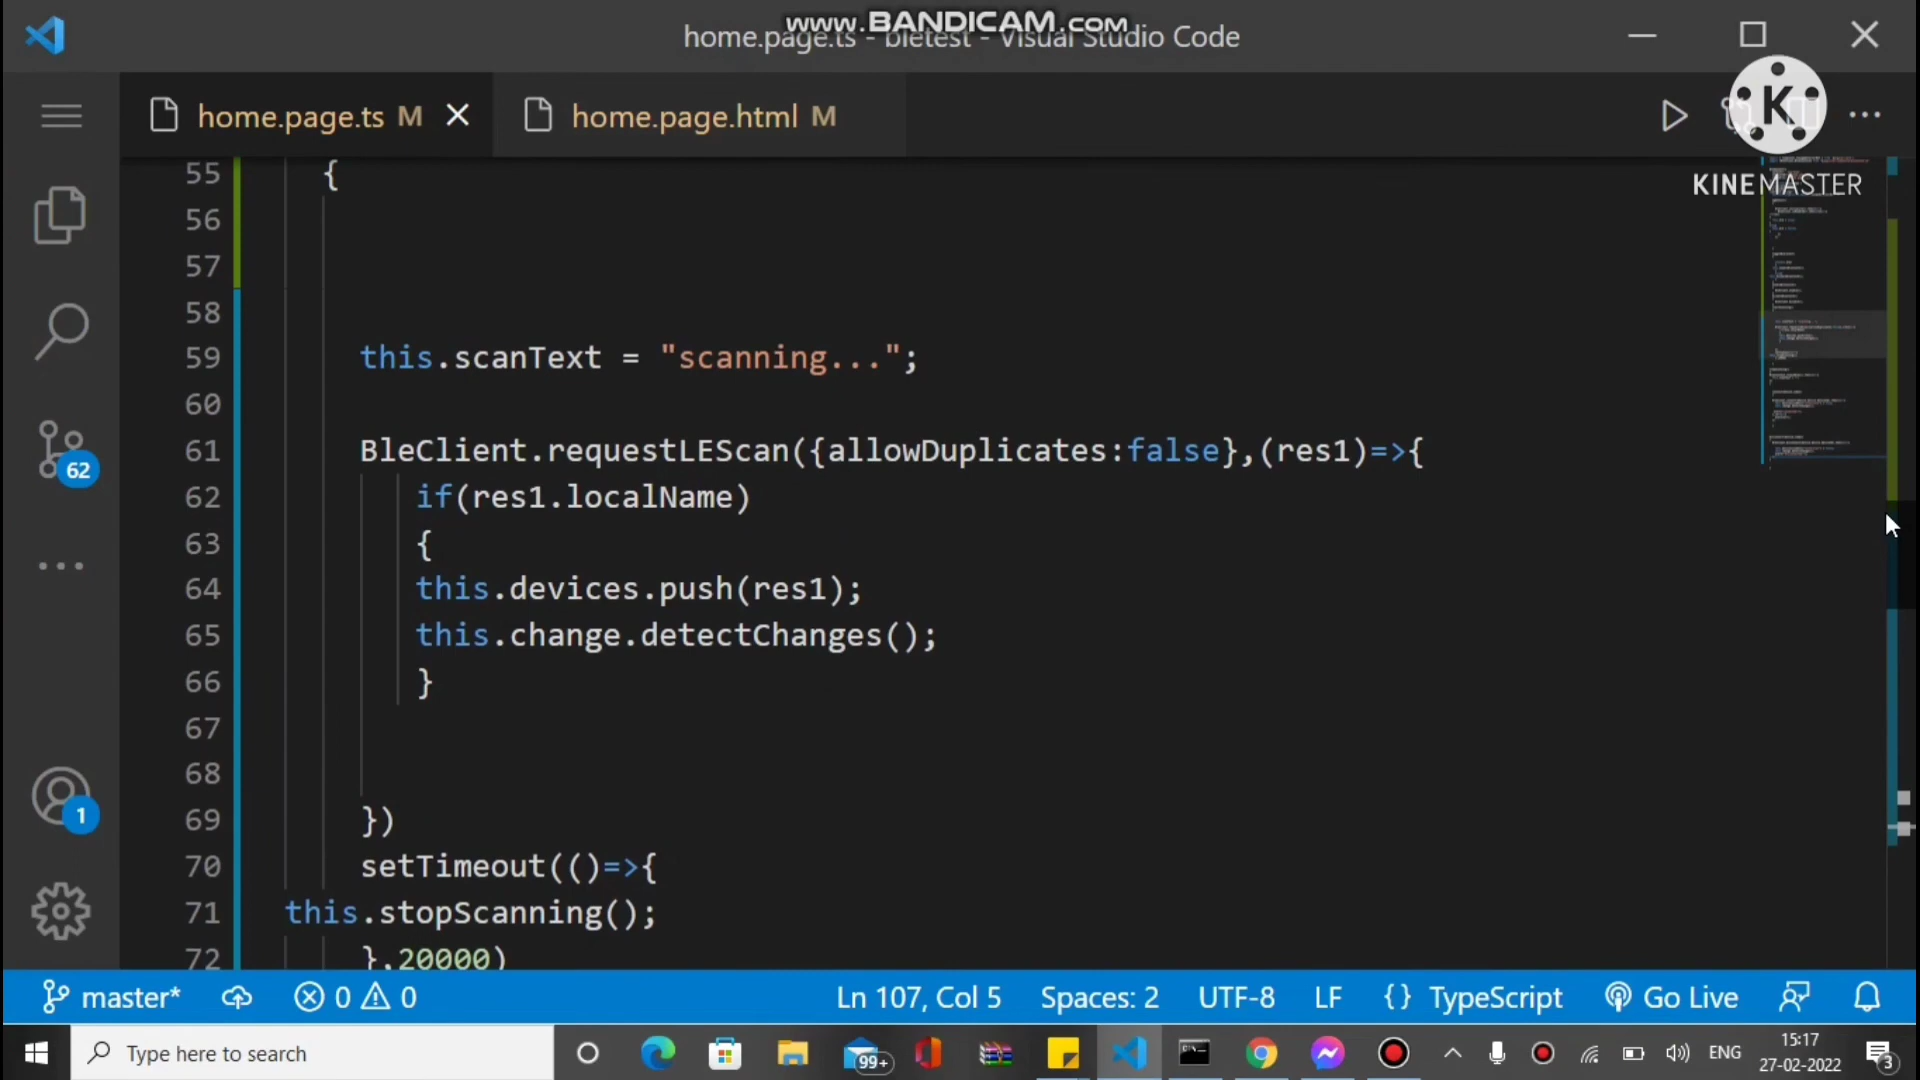 www.BANDICAM.com
home.page.ts - bletest - Visual Studio Code
home.page.ts M
home.page.html M
K
KINEMASTER
55 {
56
57
58
59 this.scanText = "scanning...";
60
61 BleClient.requestLEScan({allowDuplicates:false},(res1)=>{
62 if(res1.localName)
63 {
64 this.devices.push(res1);
65 this.change.detectChanges();
66 }
67
68
69 })
70 setTimeout(()=>{
71 this.stopScanning();
72 },20000)
62
1
master* 0 0 Ln 107, Col 5 Spaces: 2 UTF-8 LF {} TypeScript Go Live
Type here to search 99+ ENG 15:17
27-02-2022 3